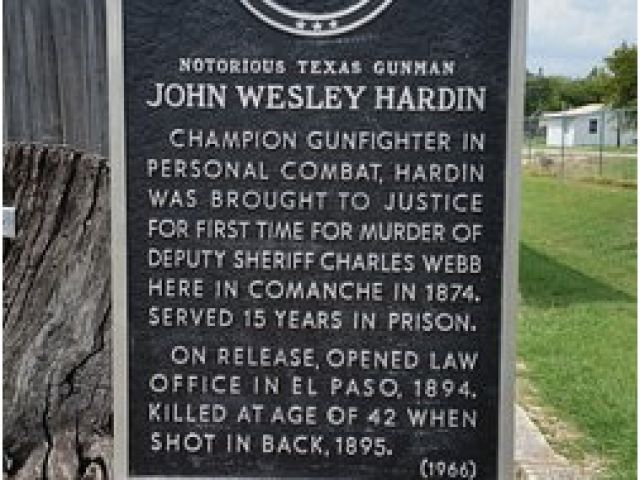 NOTORIOUS TEXAS GUNMAN
JOHN WESLEY HARDIN
CHAMPION GUNFIGHTER IN
PERSONAL COMBAT, HARDIN
WAS BROUGHT TO JUSTICE
FOR FIRST TIME FOR MURDER OF
DEPUTY SHERIFF CHARLES WEBB
HERE IN COMANCHE IN 1874.
SERVED 15 YEARS IN PRISON.
ON RELEASE, OPENED LAW
OFFICE IN EL PASO, 1894.
KILLED AT AGE OF 42 WHEN
SHOT IN BACK, 1895.
(1966)